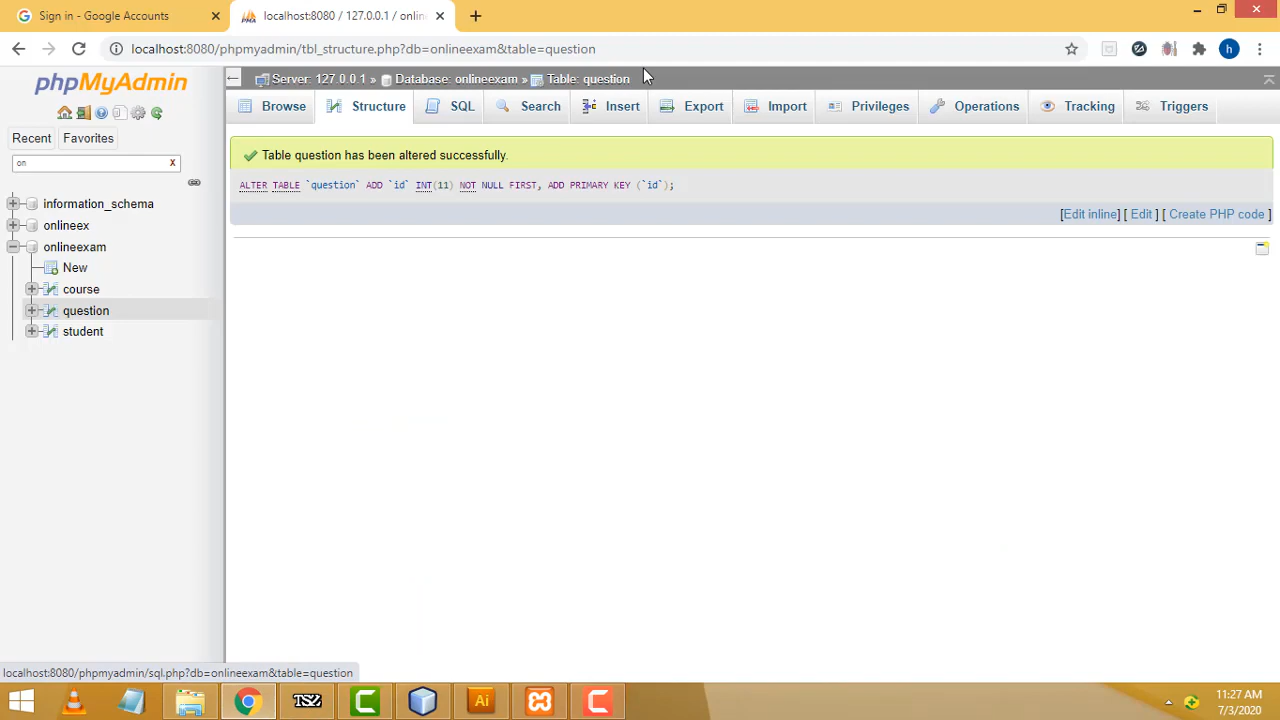 Sign in - Google Accounts
localhost:8080 / 127.0.0.1 / onlin
localhost:8080/phpmyadmin/tbl_structure.php?db=onlineexam&table=question
h
phpMyAdmin
Server: 127.0.0.1 » Database: onlineexam » Table: question
Browse Structure SQL Search Insert Export Import Privileges Operations Tracking Triggers
Recent Favorites
on X
Table question has been altered successfully.
ALTER TABLE `question` ADD `id` INT(11) NOT NULL FIRST, ADD PRIMARY KEY (`id`);
[Edit inline] [ Edit ] [ Create PHP code ]
information_schema
onlineex
onlineexam
New
course
question
student
localhost:8080/phpmyadmin/sql.php?db=onlineexam&table=question
TSZ
C
Ai
C
11:27 AM
7/3/2020